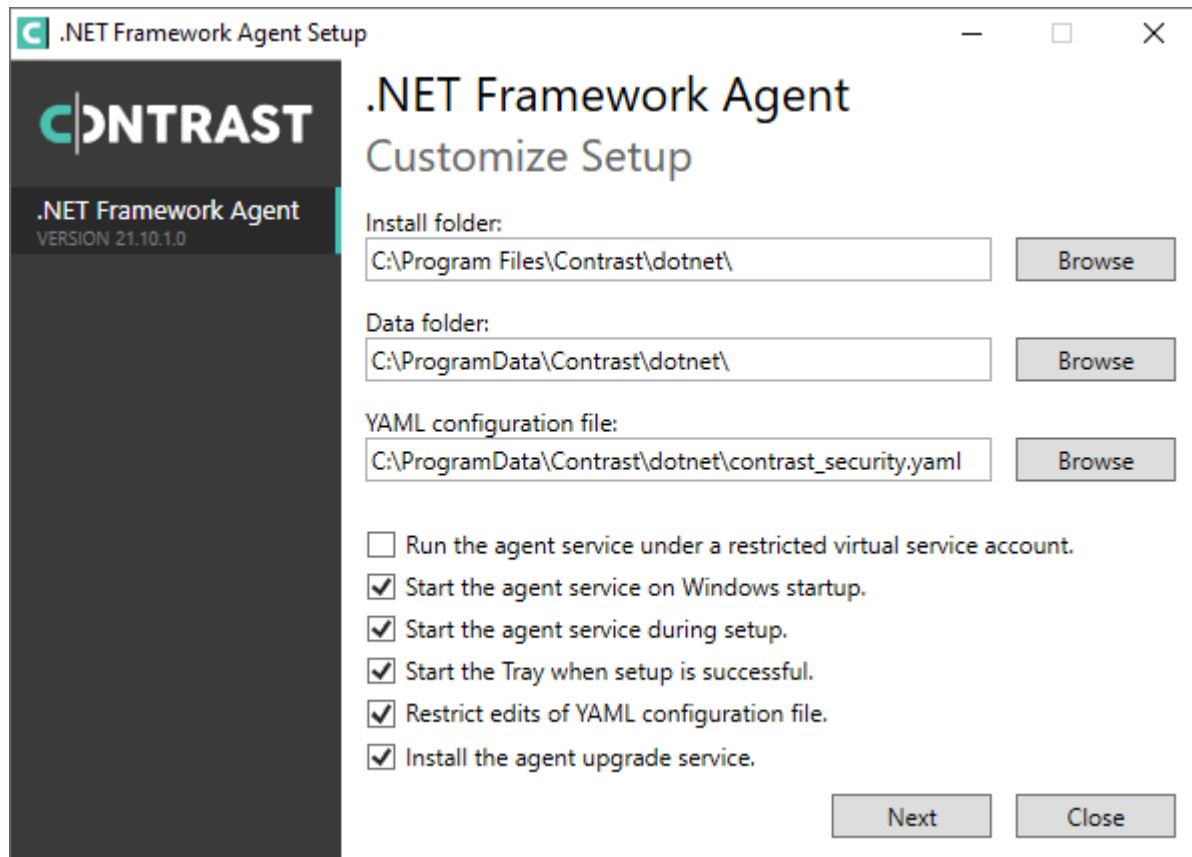 .NET Framework Agent Setup
CONTRAST
.NET Framework Agent
VERSION 21.10.1.0
.NET Framework Agent
Customize Setup
Install folder:
C:\Program Files\Contrast\dotnet\
Browse
Data folder:
C:\ProgramData\Contrast\dotnet\
Browse
YAML configuration file:
C:\ProgramData\Contrast\dotnet\contrast_security.yaml
Browse
Run the agent service under a restricted virtual service account.
Start the agent service on Windows startup.
Start the agent service during setup.
Start the Tray when setup is successful.
Restrict edits of YAML configuration file.
Install the agent upgrade service.
Next
Close